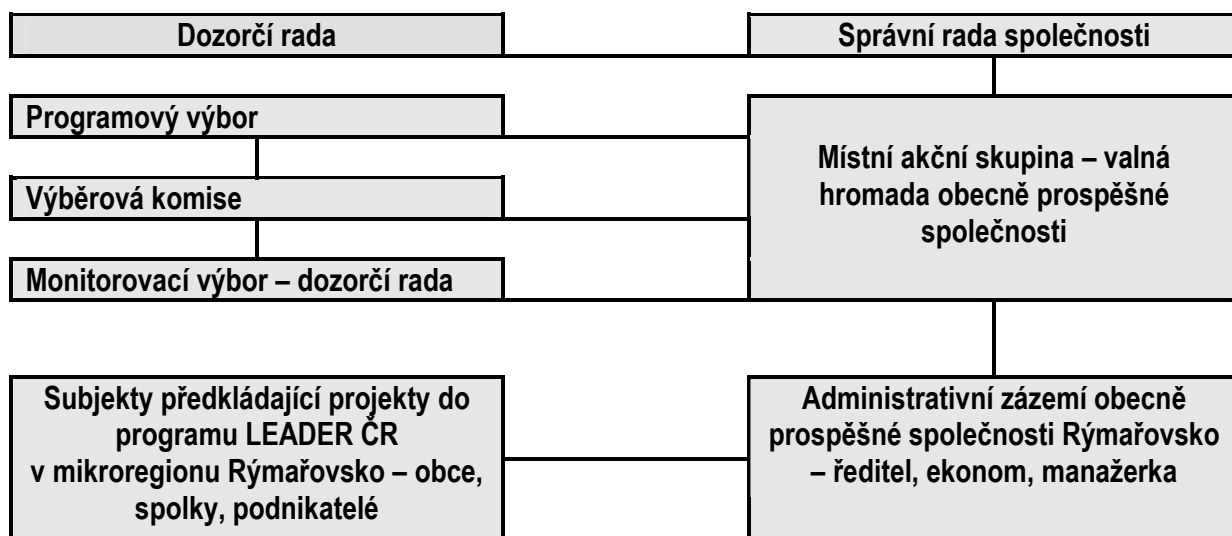 Dozorčí rada
Správní rada společnosti
Programový výbor
Výběrová komise
Monitorovací výbor – dozorčí rada
Místní akční skupina – valná
hromada obecně prospěšné
společnosti
Subjekty předkládající projekty do
programu LEADER ČR
v mikroregionu Rýmařovsko – obce,
spolky, podnikatelé
Administrativní zázemí obecně
prospěšné společnosti Rýmařovsko
– ředitel, ekonom, manažerka